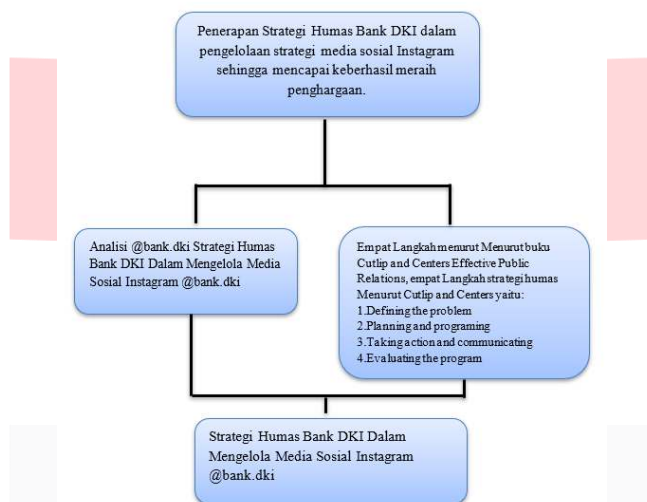 Penerapan Strategi Humas Bank DKI dalam
pengelolaan strategi media sosial Instagram
sehingga mencapai keberhasil meraih
penghargaan.
Analisi @bank.dki Strategi Humas
Bank DKI Dalam Mengelola Media
Sosial Instagram @bank.dki
Empat Langkah menurut Menurut buku
Cutlip and Centers Effective Public
Relations, empat Langkah strategi humas
Menurut Cutlip and Centers yaitu:
1.Defining the problem
2.Planning and programing
3.Taking action and communicating
4.Evaluating the program
Strategi Humas Bank DKI Dalam
Mengelola Media Sosial Instagram
@bank.dki